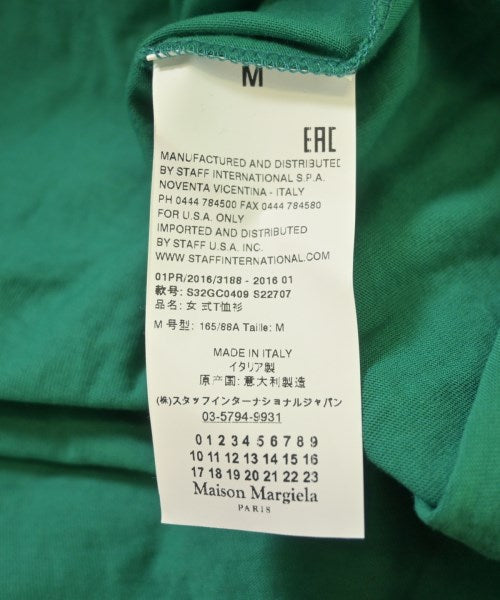 M
EAC
MANUFACTURED AND DISTRIBUTED
BY STAFF INTERNATIONAL S.P.A.
NOVENTA VICENTINA - ITALY
PH 0444 784500 FAX 0444 784580
FOR U.S.A. ONLY
IMPORTED AND DISTRIBUTED
BY STAFF U.S.A. INC.
WWW.STAFFINTERNATIONAL.COM
01PR/2016/3188 - 2016 01
款号: S32GC0409 S22707
品名: 女式T恤衫
M 号型: 165/88A Taille: M
MADE IN ITALY
イタリア製
原产国: 意大利製造
(株)スタッフインターナショナルジャパン
03-5794-9931
0 1 2 3 4 5 6 7 8 9
10 11 12 13 14 15 16
17 18 19 20 21 22 23
Maison Margiela
PARIS